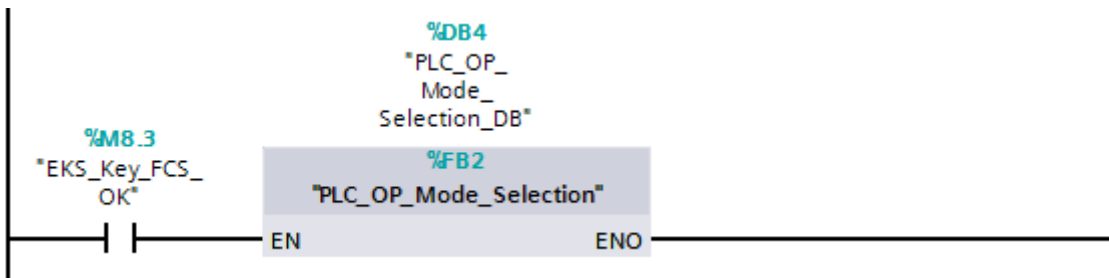 %DB4
"PLC_OP_
Mode_
Selection_DB"
%M8.3
"EKS_Key_FCS_
OK"
%FB2
"PLC_OP_Mode_Selection"
EN
ENO